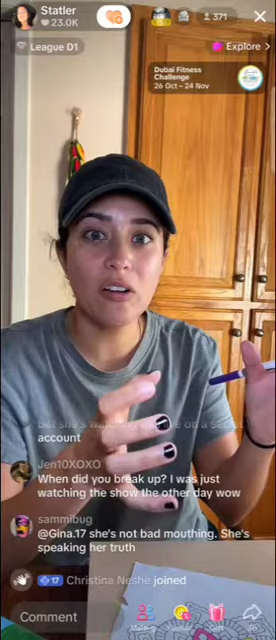 Statler
23.0K
371
League D1
Explore >
Dubai Fitness
Challenge
26 Oct - 24 Nov
account
Jen10XOXO
When did you break up? I was just
watching the show the other day wow
sammibug
@Gina.17 she's not bad mouthing. She's
speaking her truth
17 Christina Neshe joined
Comment
Gift